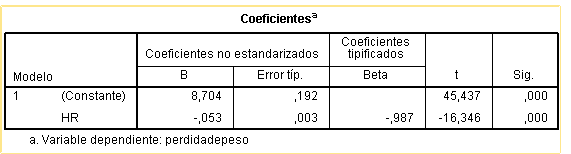 Coeficientesa
Modelo Coeficientes no estandarizados Coeficientes tipificados t Sig.
B Error típ. Beta
1 (Constante) 8,704 ,192 45,437 ,000
HR -,053 ,003 -,987 -16,346 ,000
a. Variable dependiente: perdidadepeso